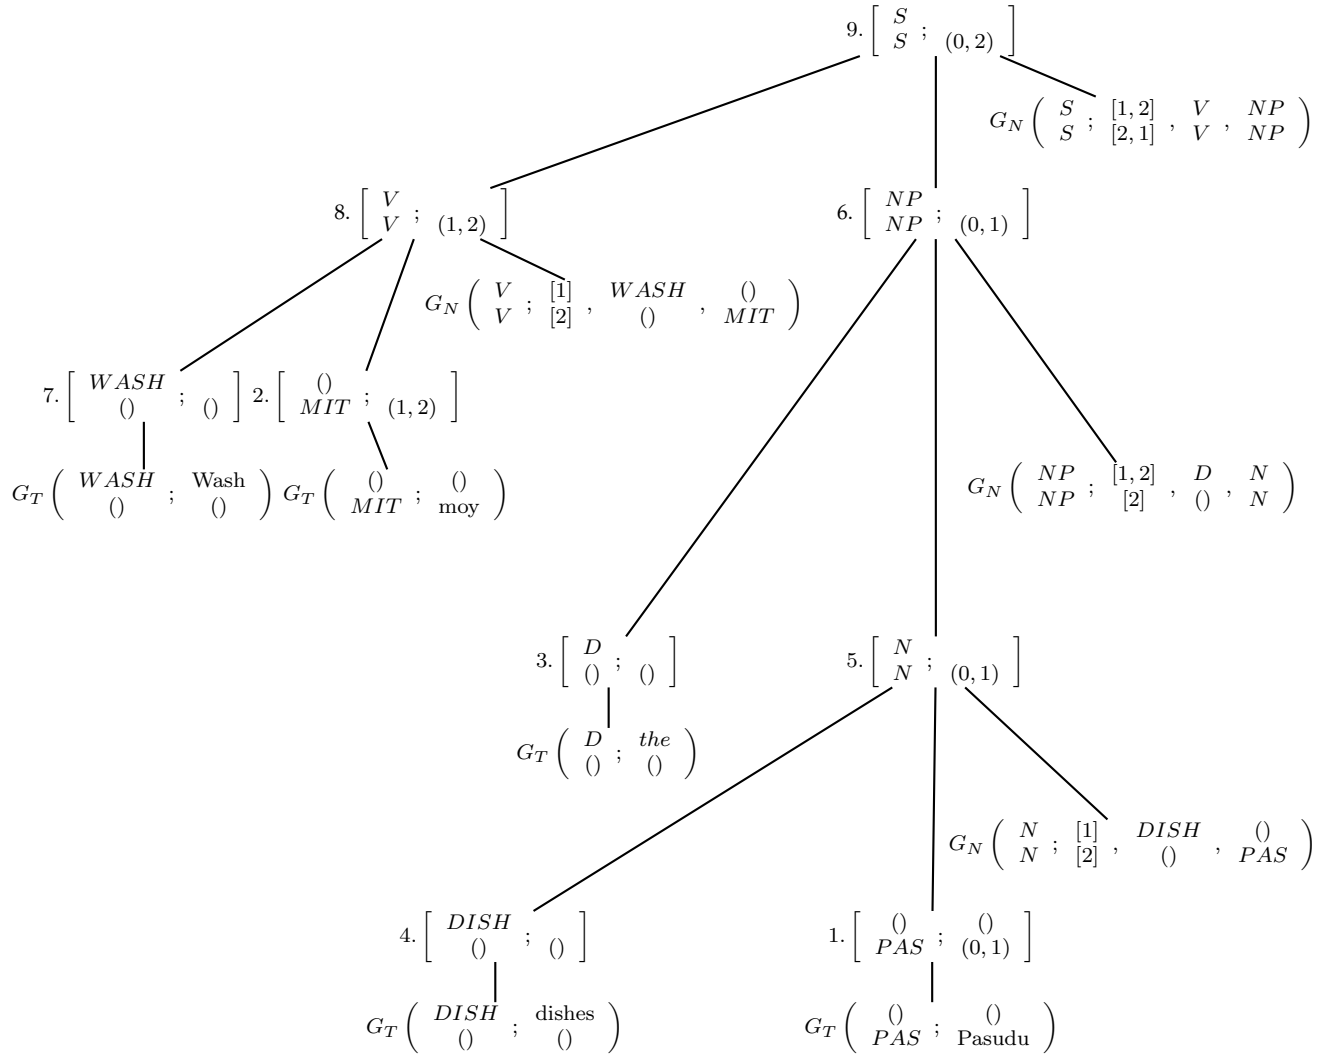 9. [ S S ; (0, 2) ]
G_N ( S S ; [1, 2] [2, 1] , V V , NP NP )
8. [ V V ; (1, 2) ]
6. [ NP NP ; (0, 1) ]
G_N ( V V ; [1] [2] , WASH () , () MIT )
7. [ WASH () ; () ]
2. [ () MIT ; (1, 2) ]
G_T ( WASH () ; Wash () )
G_T ( () MIT ; () moy )
G_N ( NP NP ; [1, 2] [2] , D () , N N )
3. [ D () ; () ]
5. [ N N ; (0, 1) ]
G_T ( D () ; the () )
G_N ( N N ; [1] [2] , DISH () , () PAS )
4. [ DISH () ; () ]
1. [ () PAS ; () (0, 1) ]
G_T ( DISH () ; dishes () )
G_T ( () PAS ; () Pasudu )